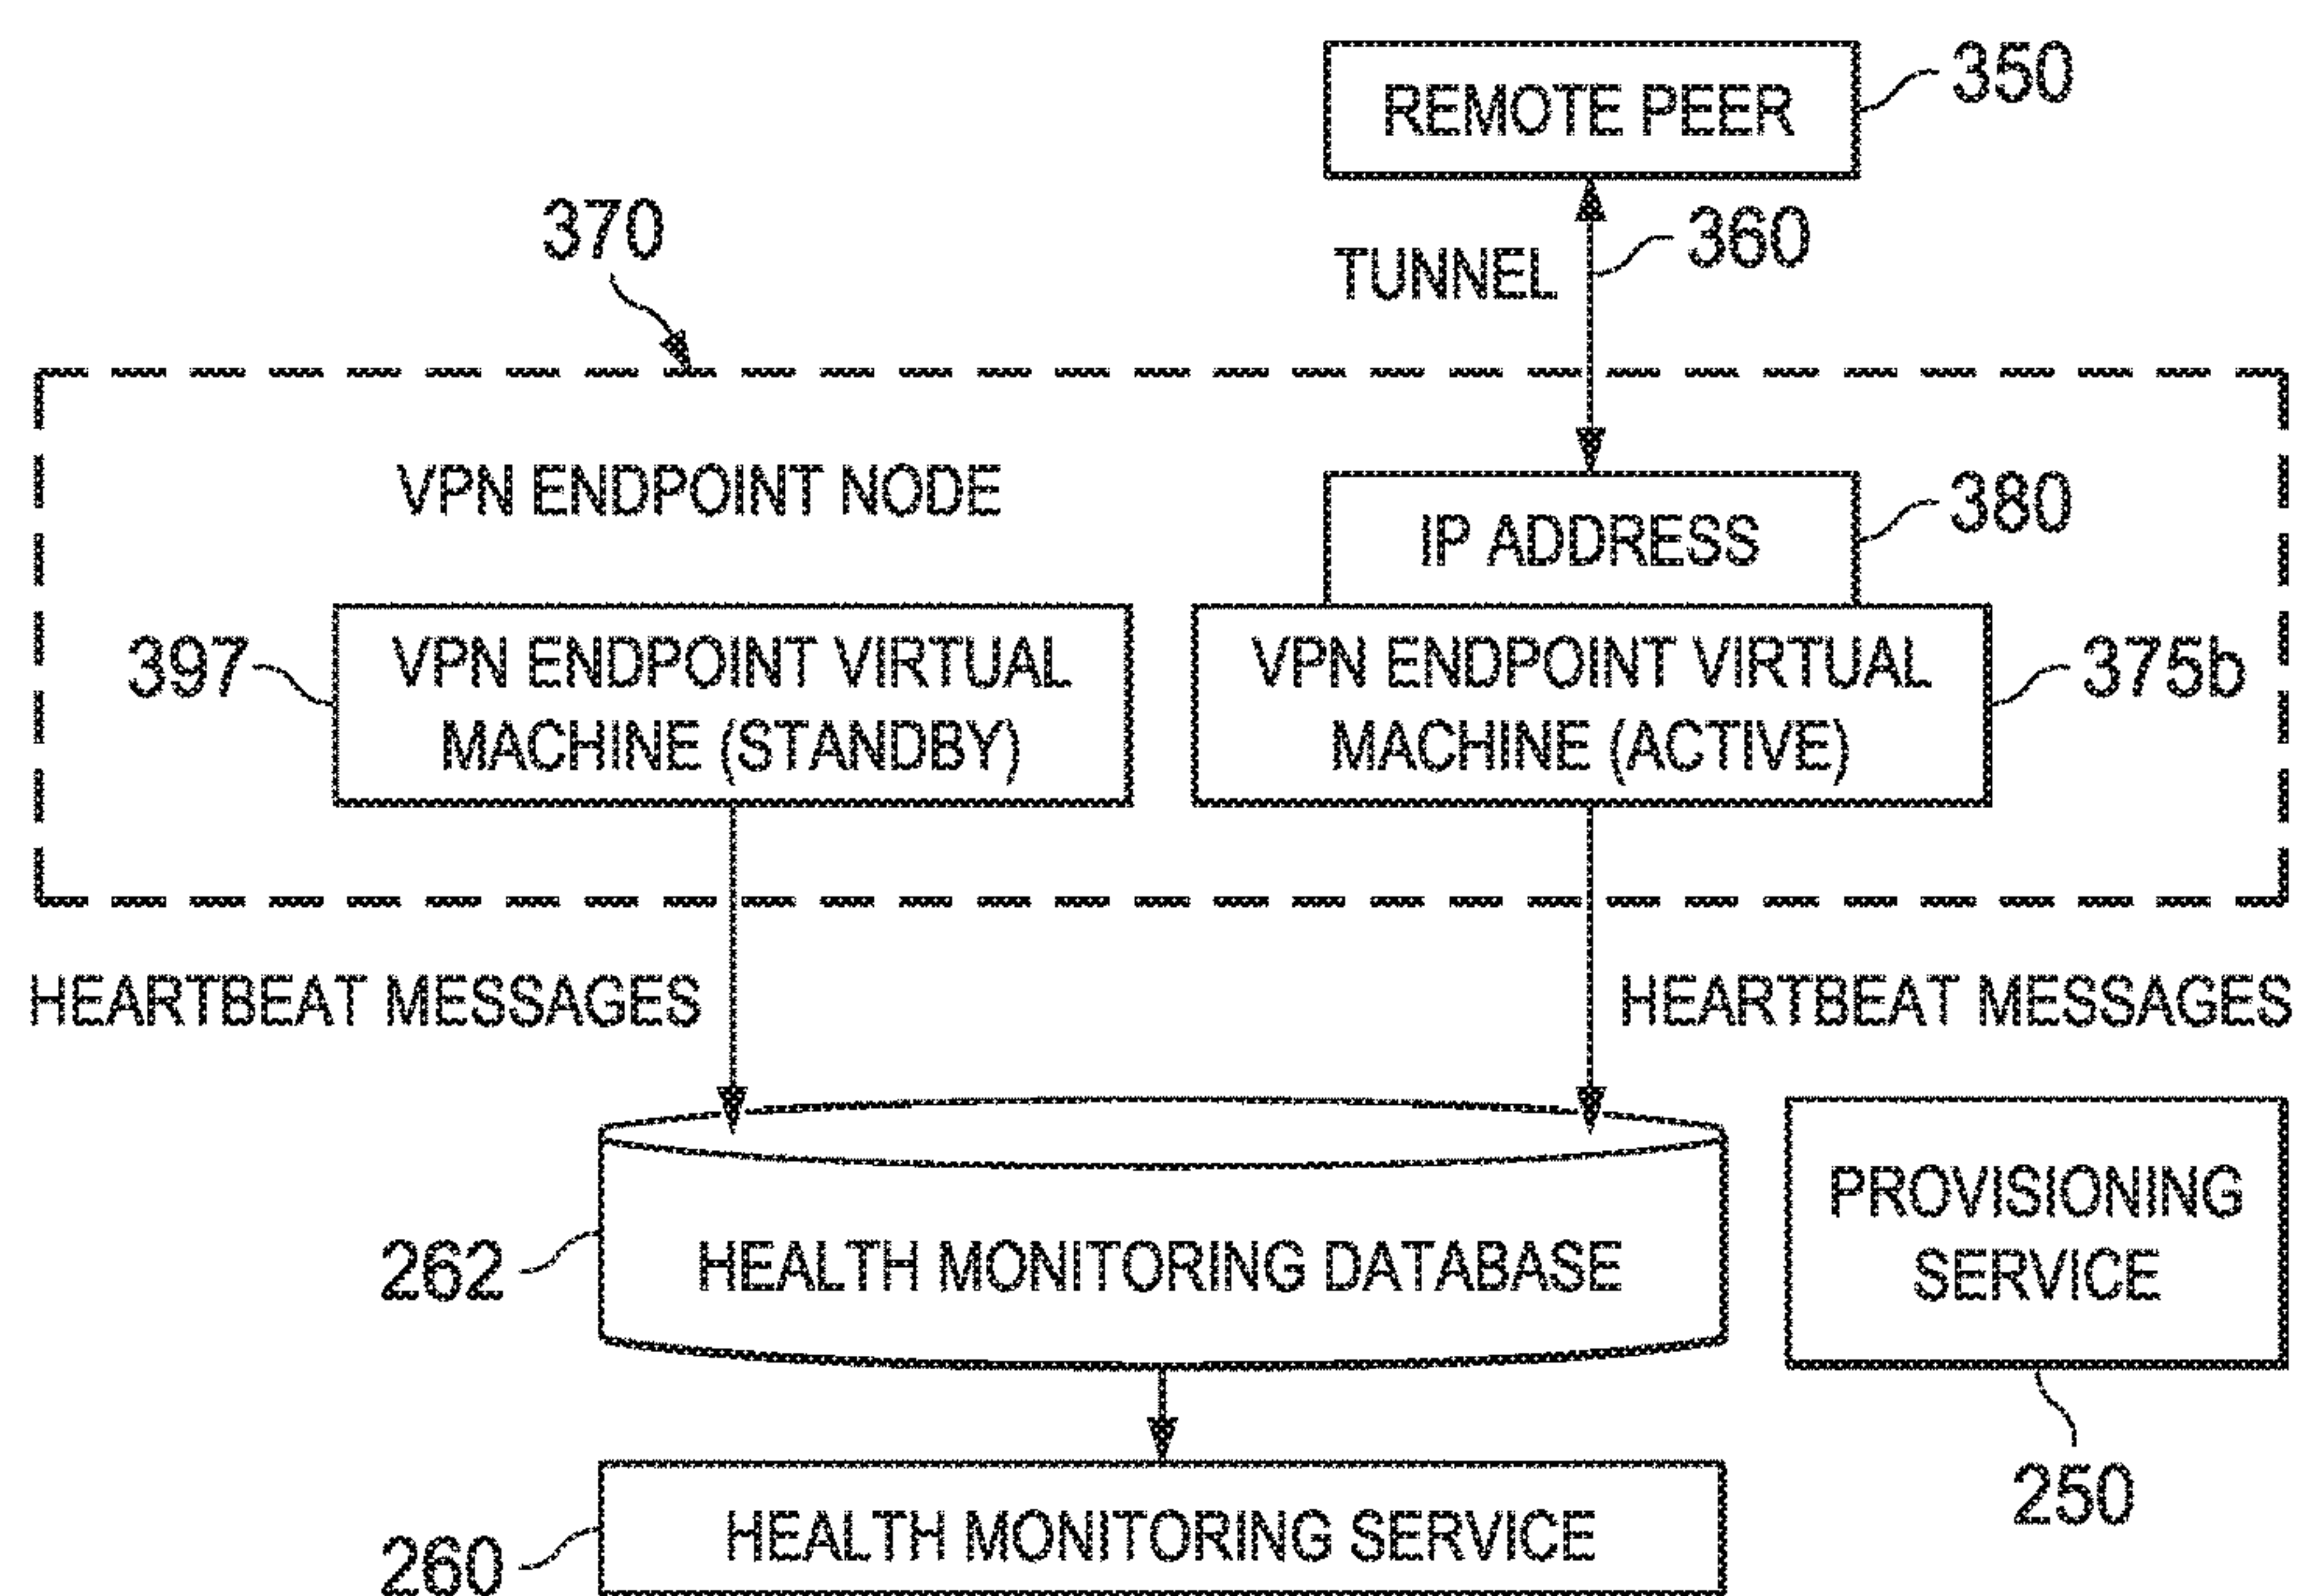 REMOTE PEER
350
370
TUNNEL
360
VPN ENDPOINT NODE
IP ADDRESS
380
397
VPN ENDPOINT VIRTUAL
MACHINE (STANDBY)
VPN ENDPOINT VIRTUAL
MACHINE (ACTIVE)
375b
HEARTBEAT MESSAGES
HEARTBEAT MESSAGES
262
HEALTH MONITORING DATABASE
PROVISIONING
SERVICE
250
260
HEALTH MONITORING SERVICE